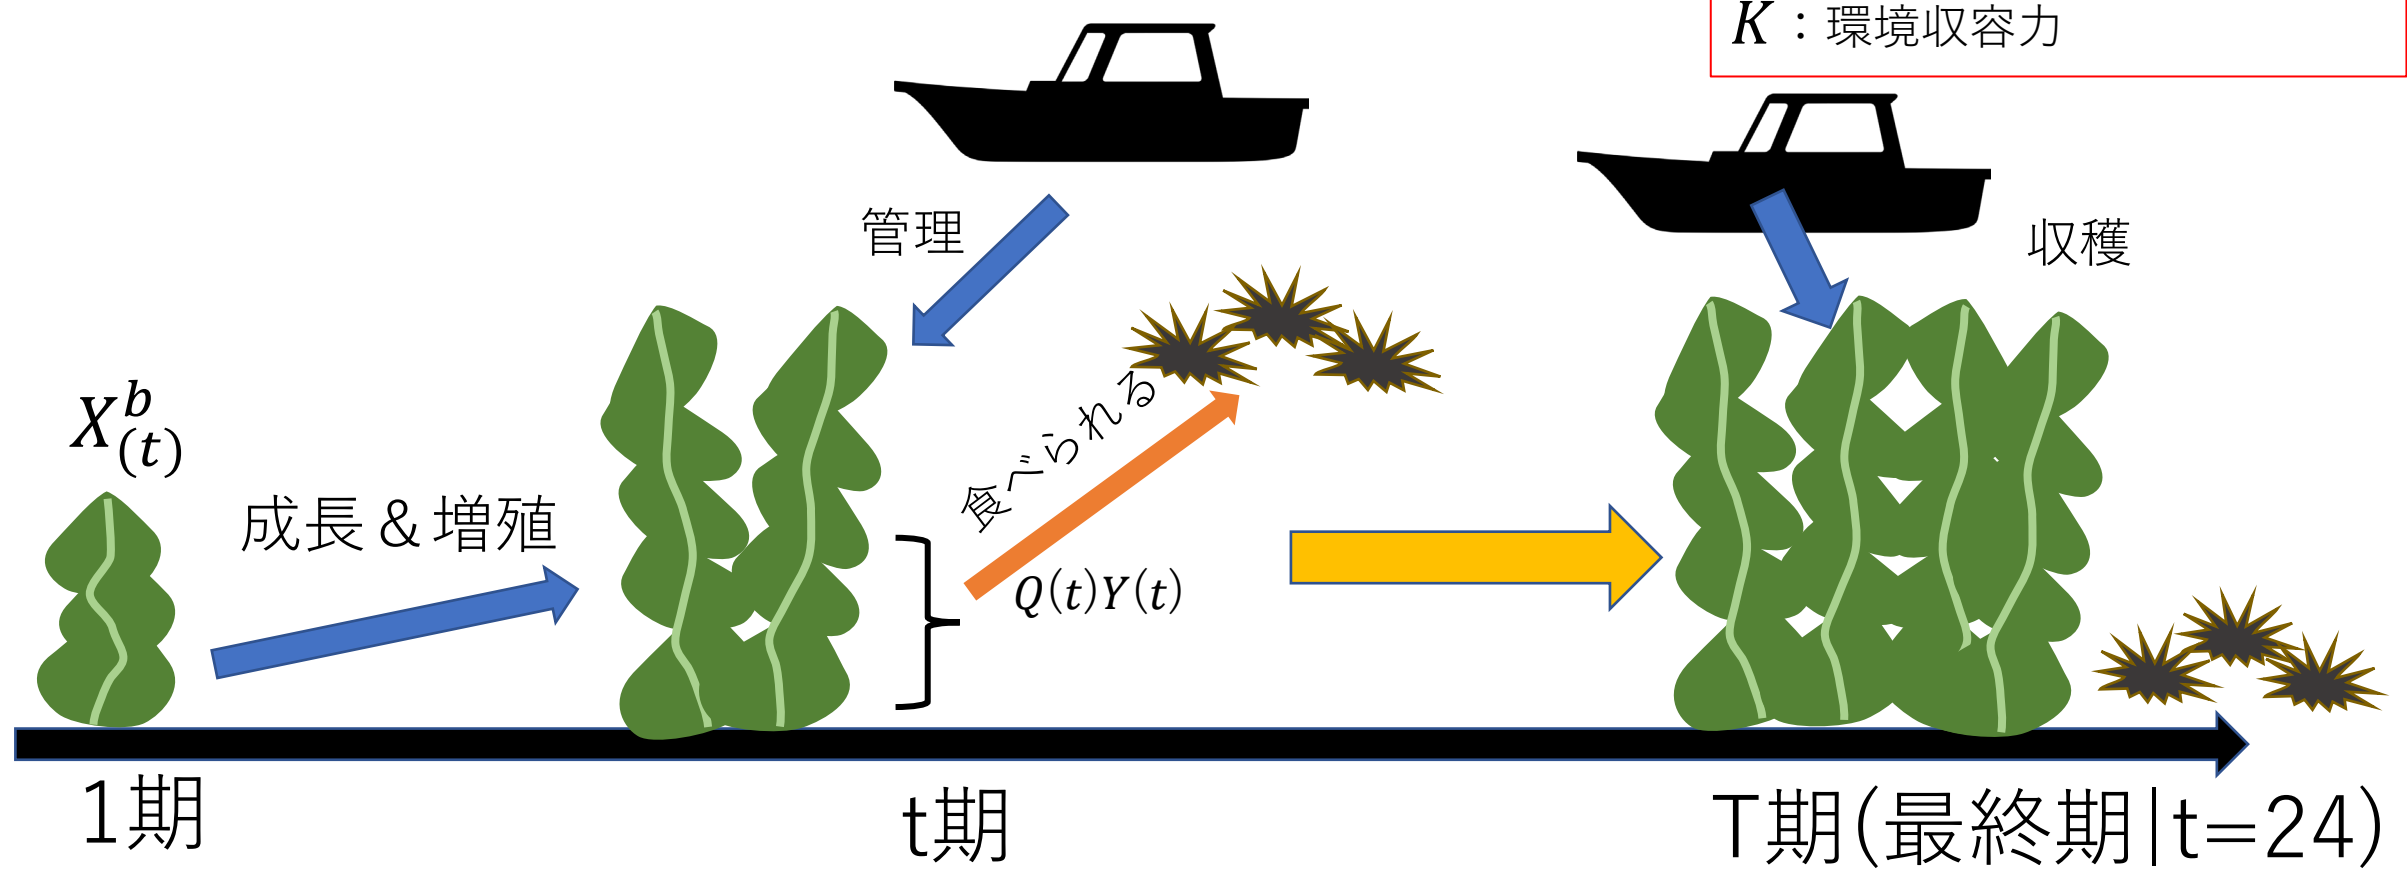 K：環境収容力
管理
収穫
X^b_(t)
食べられる
成長＆増殖
Q(t)Y(t)
1期
t期
T期(最終期|t=24)